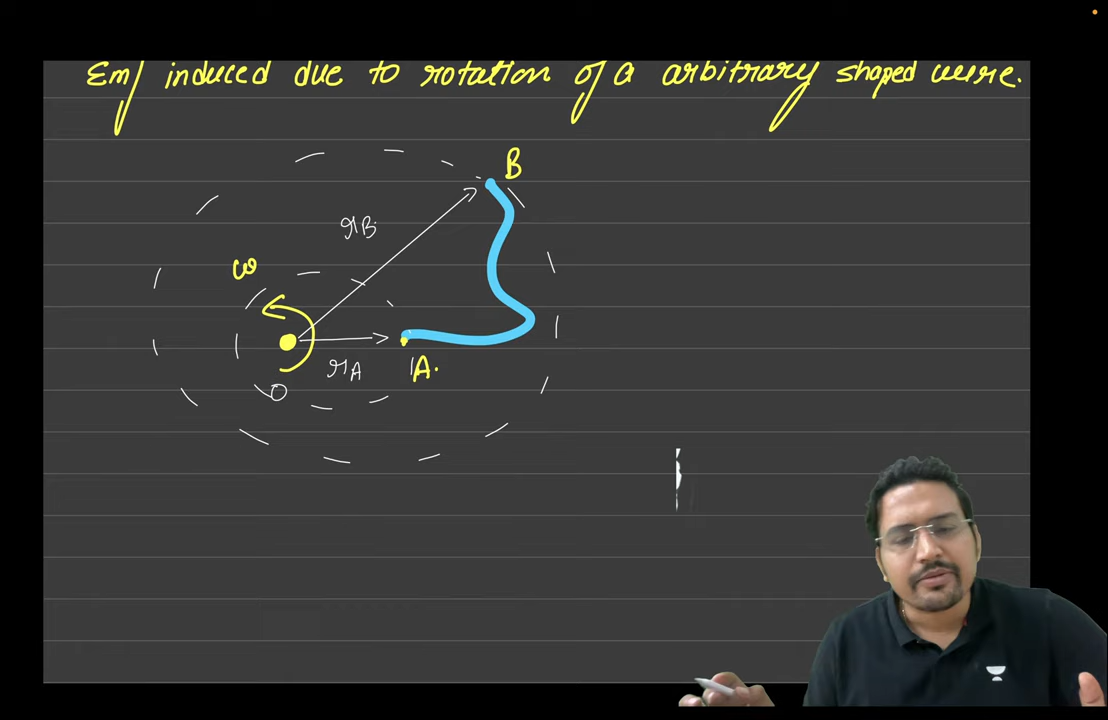 Emf induced due to rotation of a arbitrary shaped wire.
B
rB
ω
rA
A.
O